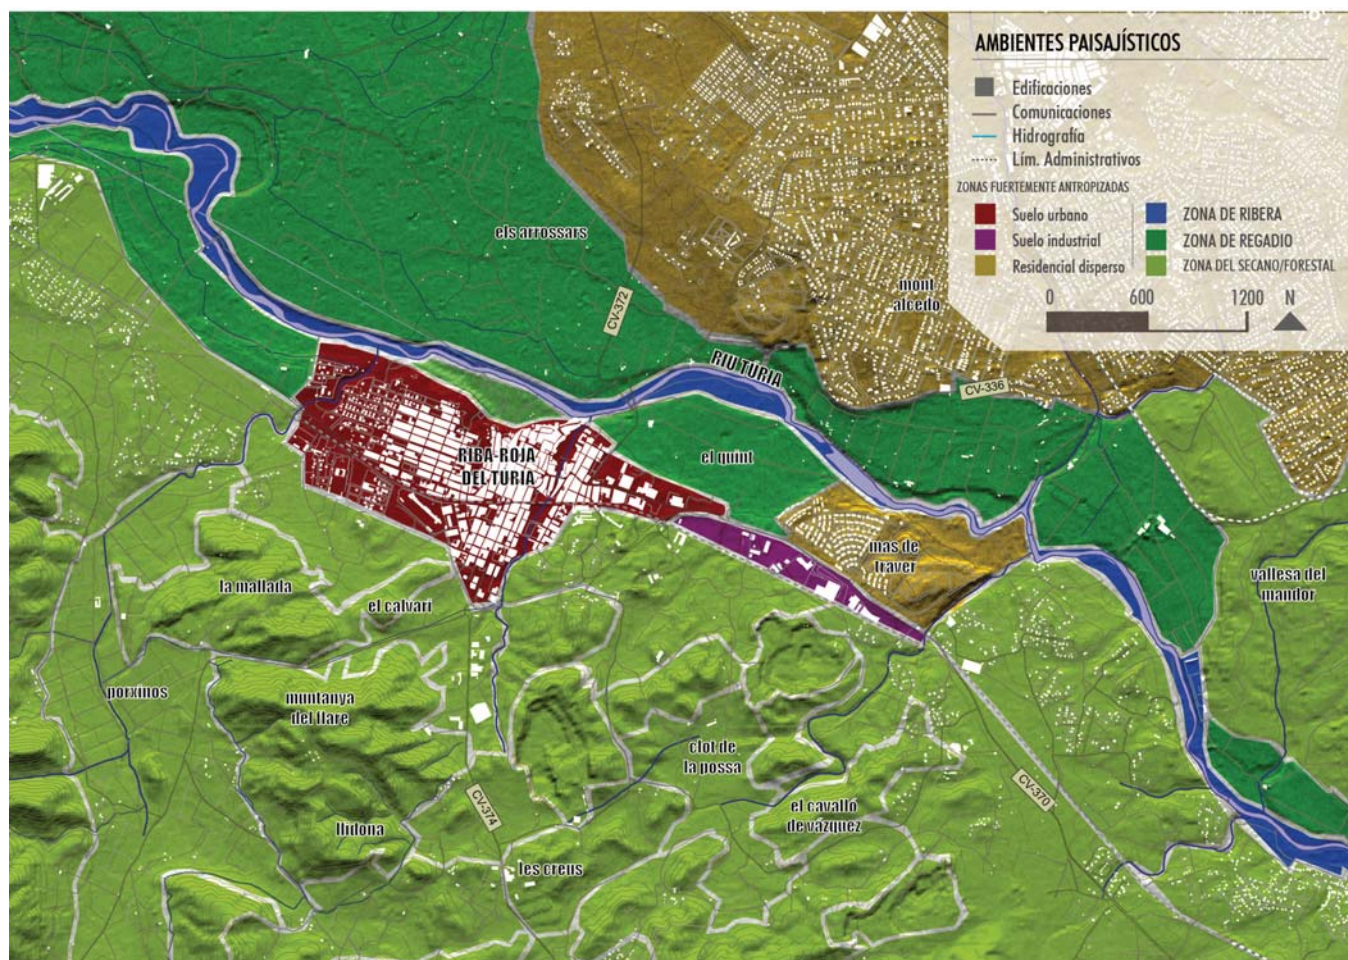 AMBIENTES PAISAJÍSTICOS
Edificaciones
Comunicaciones
Hidrografía
Lím. Administrativos
ZONAS FUERTEMENTE ANTROPIZADAS
Suelo urbano
Suelo industrial
Residencial disperso
ZONA DE RIBERA
ZONA DE REGADIO
ZONA DEL SECANO/FORESTAL
0 600 1200 N
els arrossars
mont
alcedo
CV-372
RIU TURIA
CV-336
RIBA-ROJA
DEL TURIA
el quint
mas de
traver
vallesa del
mandor
la mallada
el calvari
porxinos
muntanya
del llare
clot de
la possa
CV-370
CV-374
el cavalló
de vázquez
llidona
les creus